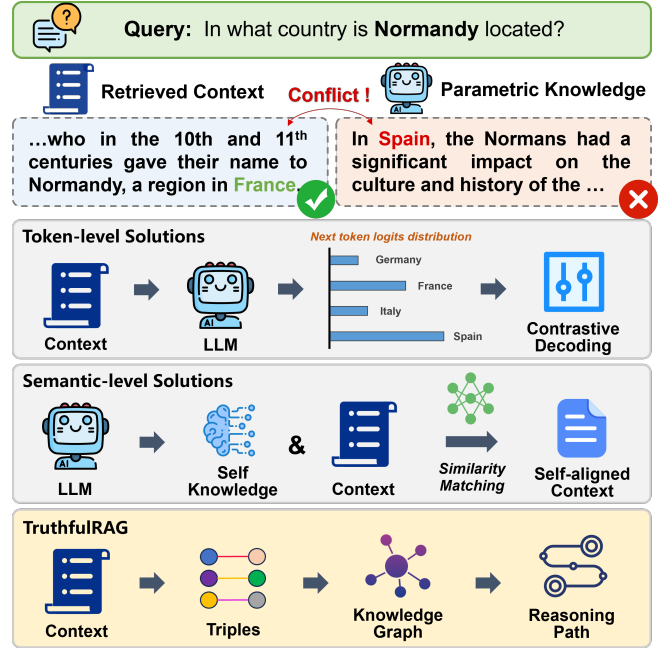 Query: In what country is Normandy located?
Retrieved Context
Conflict !
Parametric Knowledge
AI
…who in the 10th and 11th
centuries gave their name to
Normandy, a region in France.
In Spain, the Normans had a
significant impact on the
culture and history of the …
Token-level Solutions
Next token logits distribution
Germany
France
Italy
Spain
AI
Context
LLM
Contrastive
Decoding
Semantic-level Solutions
AI
&
LLM
Self
Knowledge
Context
Similarity
Matching
Self-aligned
Context
TruthfulRAG
Context
Triples
Knowledge
Graph
Reasoning
Path